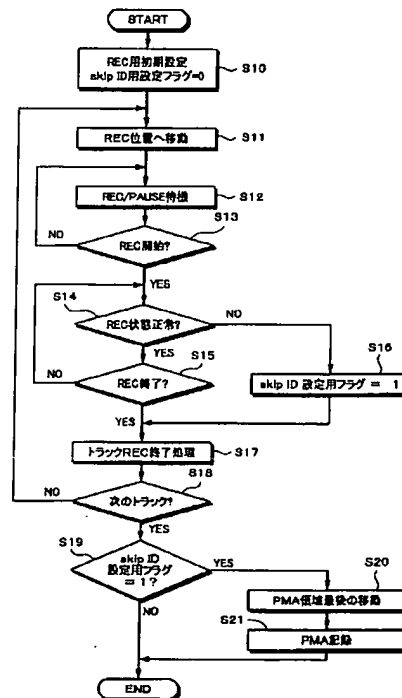 START
REC用初期設定
skip ID用設定フラグ=0
S10
REC位置へ移動
S11
REC/PAUSE待機
S12
S13
NO
REC開始?
YES
S14
NO
REC状態正常?
YES
S15
S16
NO
REC終了?
skip ID 設定用フラグ = 1
YES
トラックREC終了処理
S17
S18
NO
次のトラック?
YES
S19
skip ID
設定用フラグ
= 1?
YES
S20
NO
PMA領域最後の移動
S21
PMA記録
END